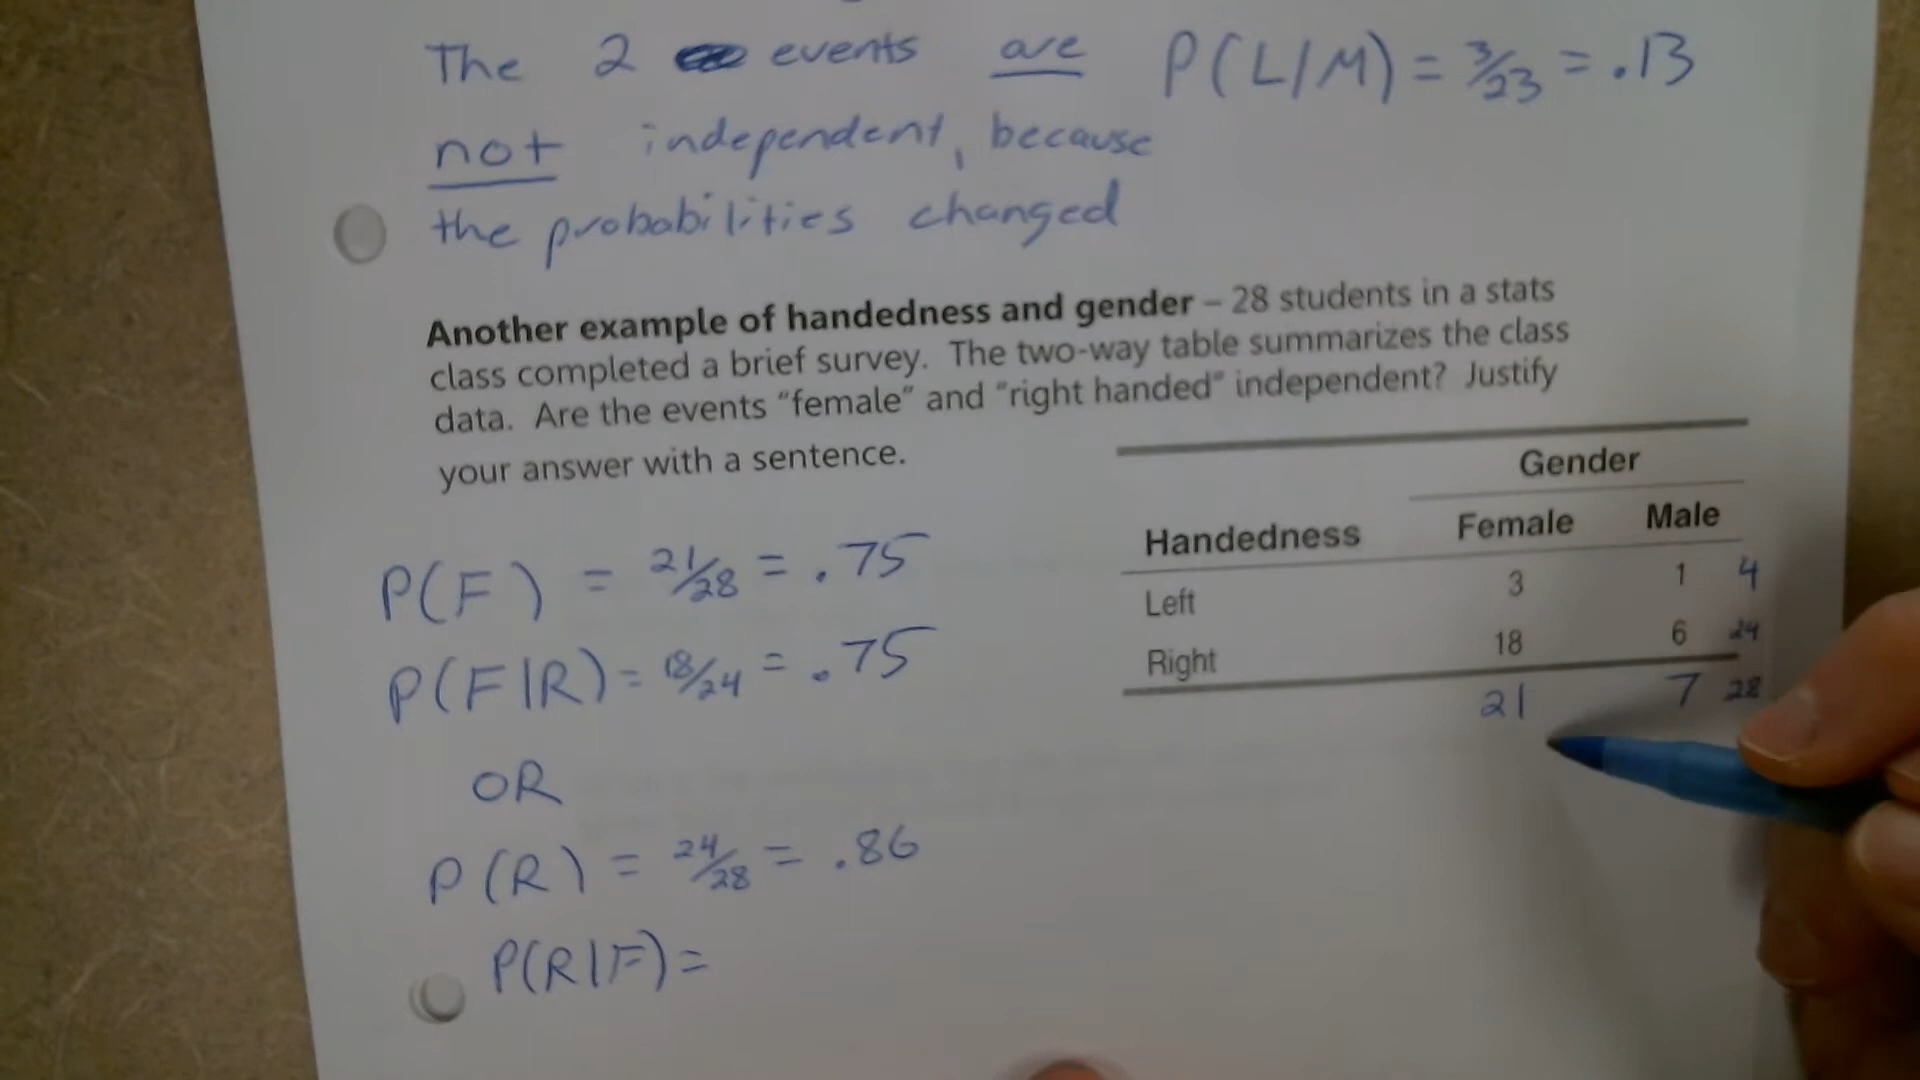 The 2 events are P(L|M) = 3/23 = .13
not independent, because
the probabilities changed
Another example of handedness and gender – 28 students in a stats
class completed a brief survey. The two-way table summarizes the class
data. Are the events “female” and “right handed” independent? Justify
your answer with a sentence.
Gender
Handedness Female Male
Left 3 1 4
Right 18 6 24
21 7 28
P(F) = 21/28 = .75
P(F|R) = 18/24 = .75
OR
P(R) = 24/28 = .86
P(R|F) =